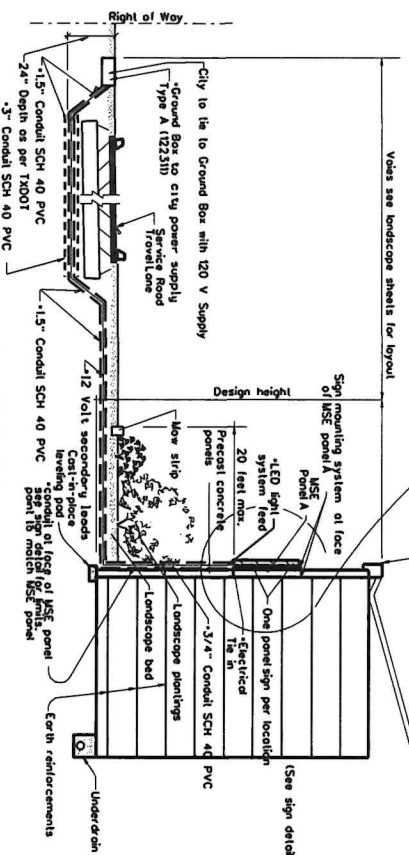 Right of Way
City to tie to Ground Box with 120 V Supply
*Ground Box to city power supply
Type A (122311)
Service Road
Travel Lane
*1.5" Conduit SCH 40 PVC
*24" Depth as per TXDOT
*3" Conduit SCH 40 PVC
*1.5" Conduit SCH 40 PVC
*12 Volt secondary leads
Voies see landscape sheets for layout
Design height
Sign mounting system at face
of MSE panel A
MSE
Panel A
*LED light
system feed
20 feet max.
Precast concrete
panels
Mow strip
One panel sign per location
(See sign detail
*Electrical
Tie in
*3/4" Conduit SCH 40 PVC
Landscape plantings
Landscape bed
Cast-in-place
leveling pad
*conduit at face of MSE panel
see sign detail for limits
paint to match MSE panel
Earth reinforcements
Underdrain